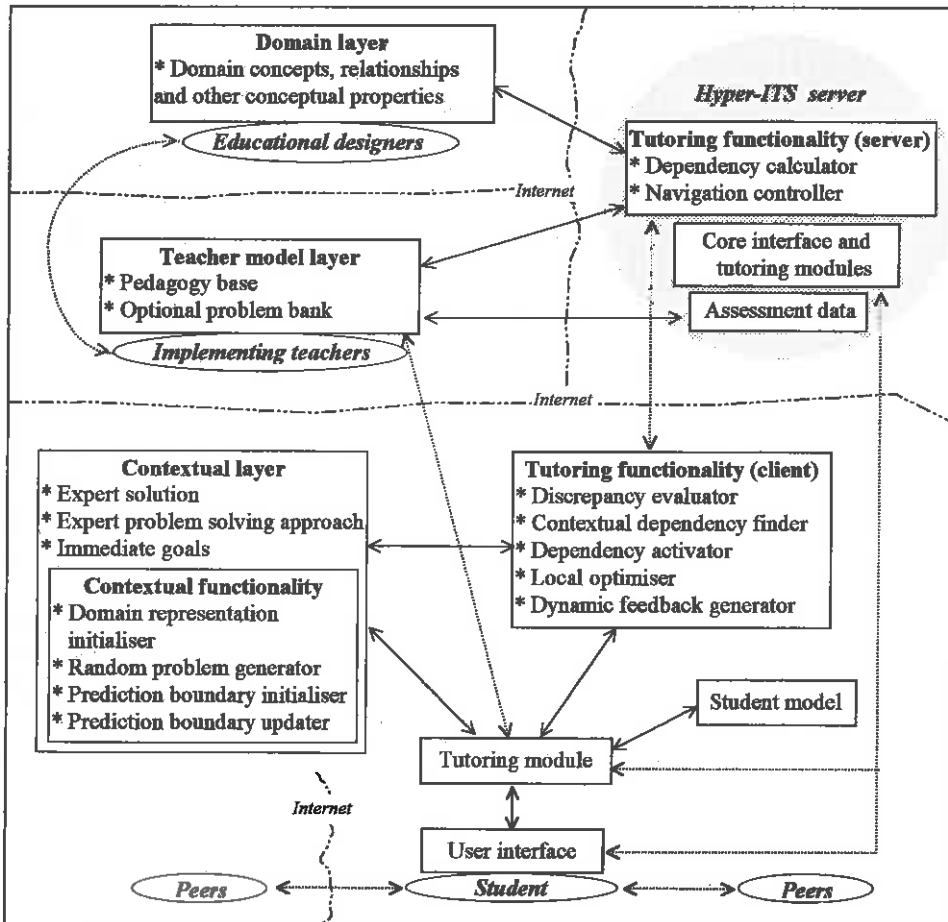 Domain layer
* Domain concepts, relationships
and other conceptual properties
Educational designers
Hyper-ITS server
Tutoring functionality (server)
* Dependency calculator
* Navigation controller
Internet
Core interface and
tutoring modules
Assessment data
Teacher model layer
* Pedagogy base
* Optional problem bank
Implementing teachers
Internet
Contextual layer
* Expert solution
* Expert problem solving approach
* Immediate goals
Contextual functionality
* Domain representation
initialiser
* Random problem generator
* Prediction boundary initialiser
* Prediction boundary updater
Tutoring functionality (client)
* Discrepancy evaluator
* Contextual dependency finder
* Dependency activator
* Local optimiser
* Dynamic feedback generator
Student model
Tutoring module
Internet
User interface
Peers
Student
Peers